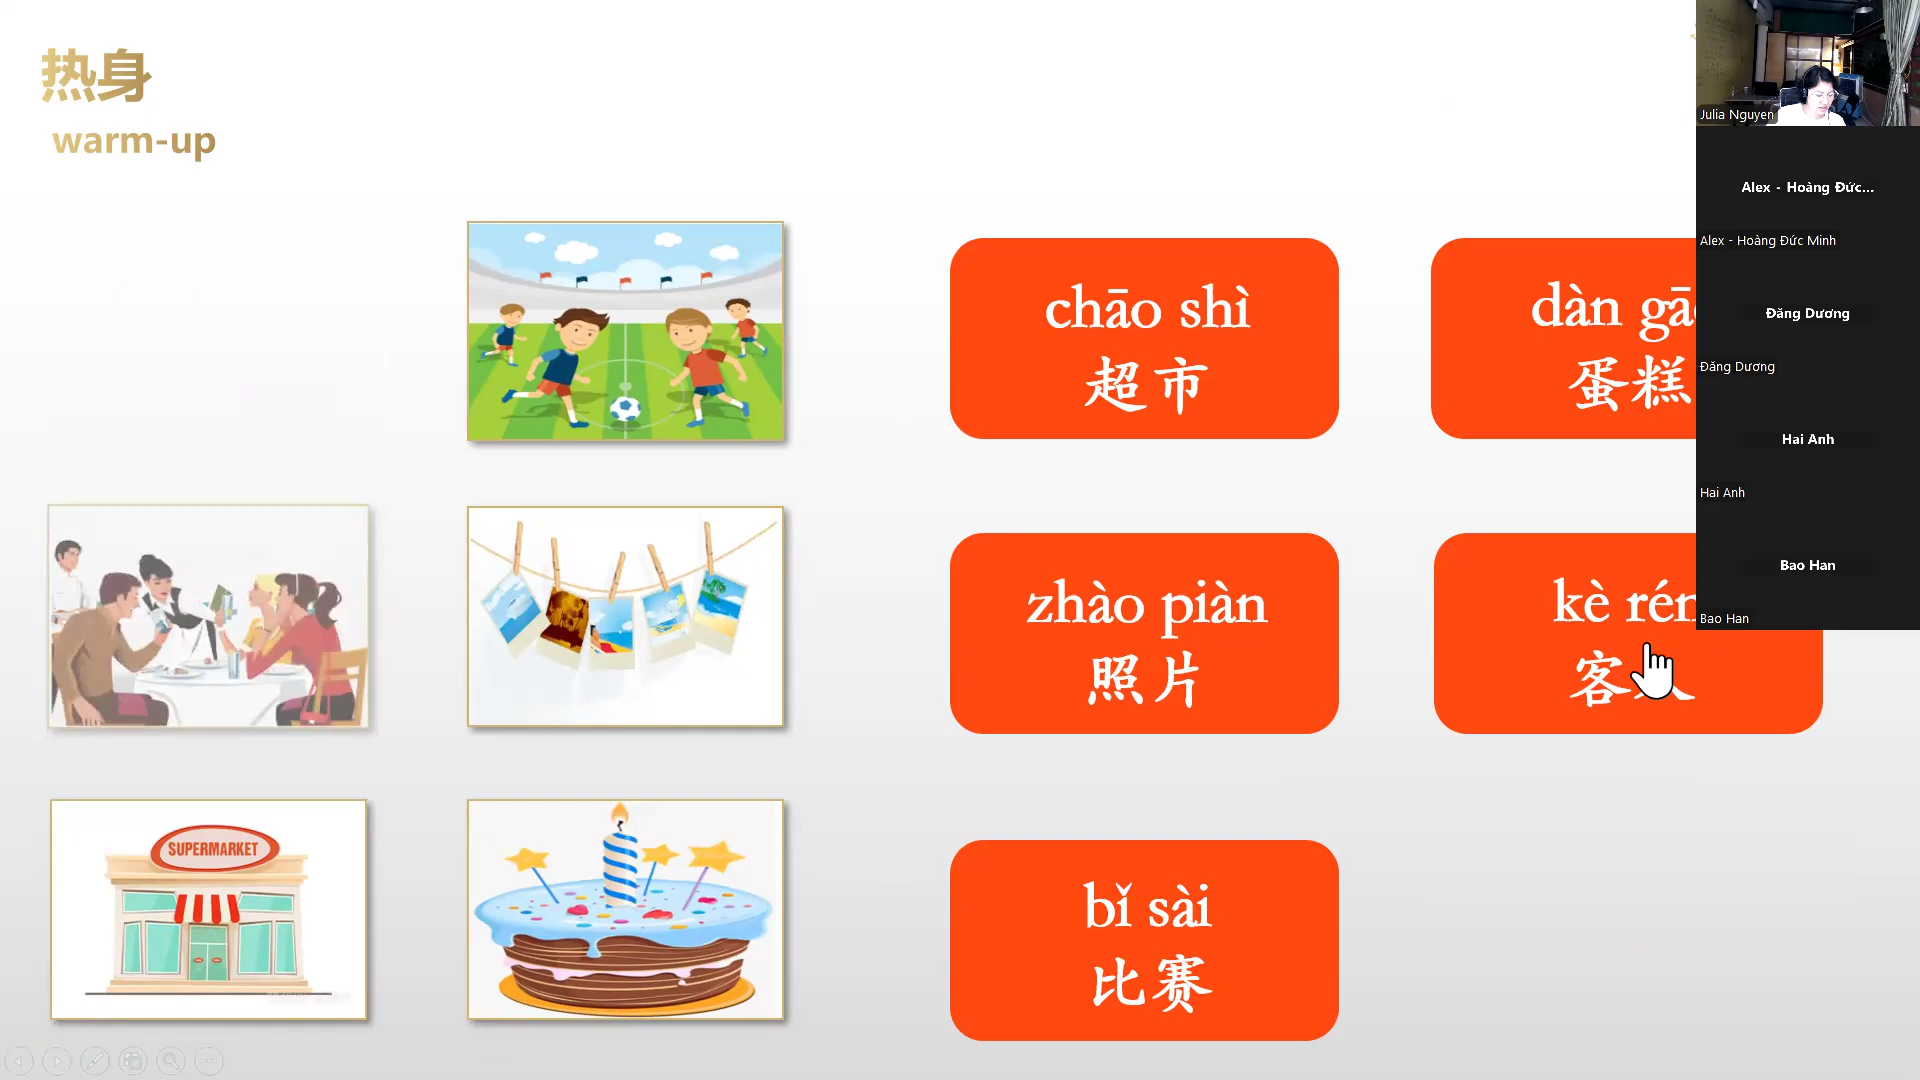 热身
warm-up
chāo shì
超市
dàn gāo
蛋糕
zhào piàn
照片
kè rén
客人
bǐ sài
比赛
SUPERMARKET
Julia Nguyen
Alex - Hoàng Đức...
Alex - Hoàng Đức Minh
Đăng Dương
Đăng Dương
Hai Anh
Hai Anh
Bao Han
Bao Han